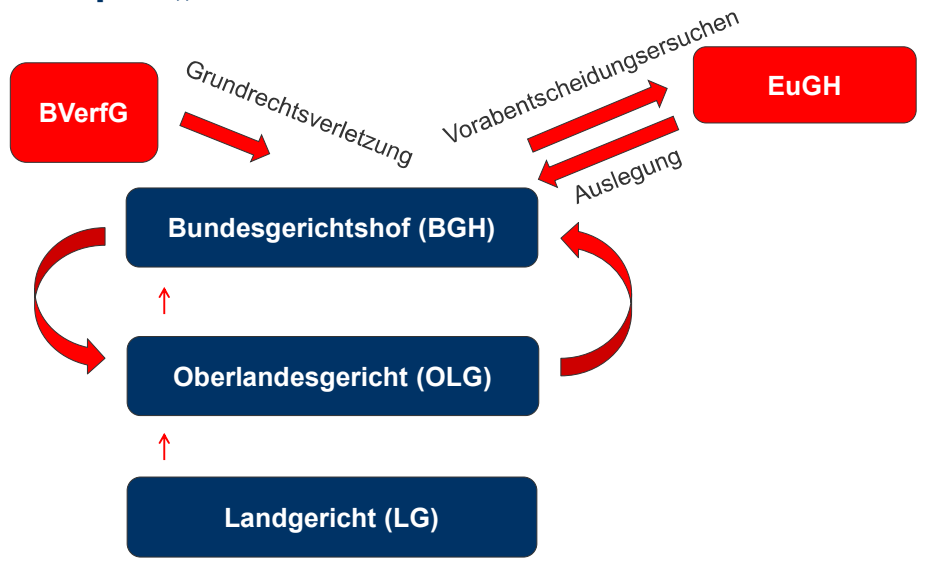 BVerfG
Grundrechtsverletzung
Vorabentscheidungsersuchen
EuGH
Auslegung
Bundesgerichtshof (BGH)
Oberlandesgericht (OLG)
Landgericht (LG)